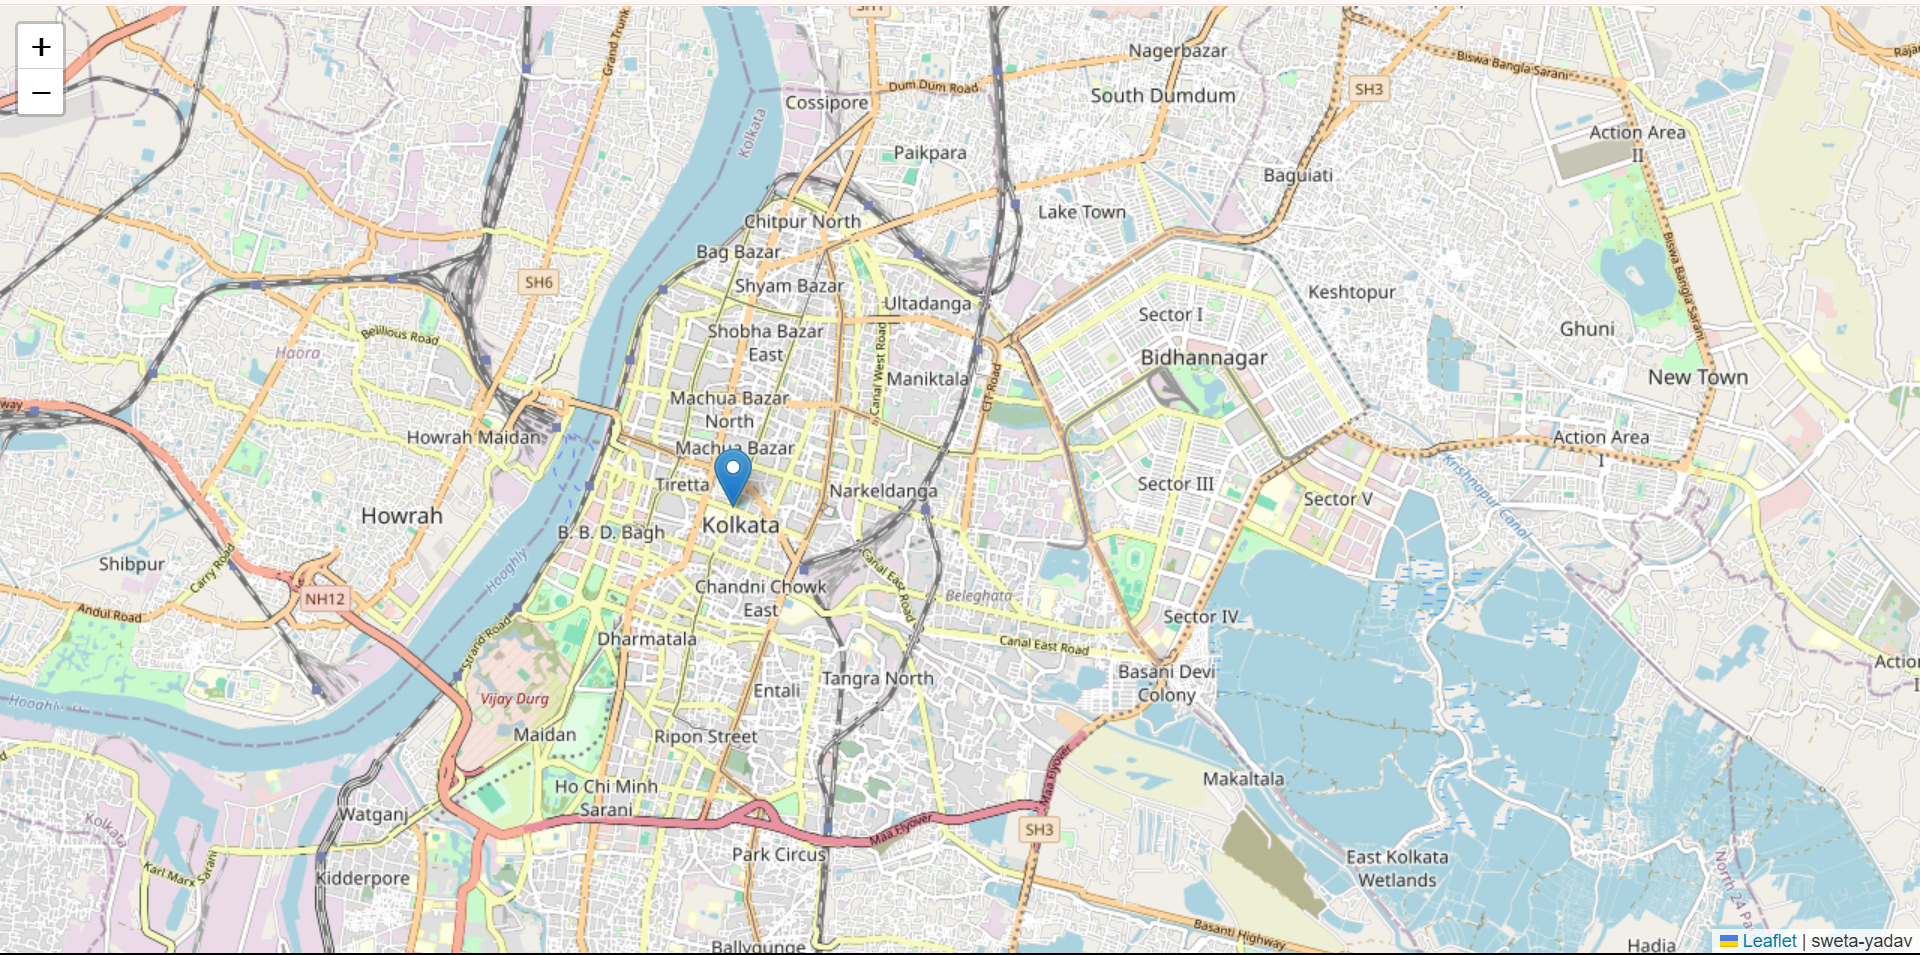 +
−
SH1
Grand Trunk
Nagerbazar
Biswa Bangla Sarani
Dum Dum Road
SH3
Cossipore
South Dumdum
Action Area
II
Kolkata
Paikpara
Baguiati
Lake Town
Chitpur North
Bag Bazar
Biswa Bangla Sarani
SH6
Shyam Bazar
Keshtopur
Ultadanga
Sector I
Ghuni
Belilious Road
Shobha Bazar
East
Haora
Canal West Road
Bidhannagar
Maniktala
CIT Road
New Town
Machua Bazar
North
way
Howrah Maidan
Machua Bazar
Action Area
I
Krishnapur Canal
Tiretta
Narkeldanga
Sector III
Sector V
Howrah
Kolkata
B. B. D. Bagh
Shibpur
Carry Road
Hooghly
Canal East Road
Chandni Chowk
East
NH12
Beleghata
Andul Road
Sector IV
Strand Road
Dharmatala
Canal East Road
Basani Devi
Colony
Actio
I
Tangra North
Entali
Vijay Durg
Hooghly
Maidan
Ripon Street
Maa Flyover
Makaltala
Ho Chi Minh
Sarani
Watganj
Kolkata
Maa Flyover
SH3
Park Circus
East Kolkata
Wetlands
Karl Marx Sarani
Kidderpore
North 24 Pa
Basanti Highway
Ballygunge
Hadia
Leaflet | sweta-yadav